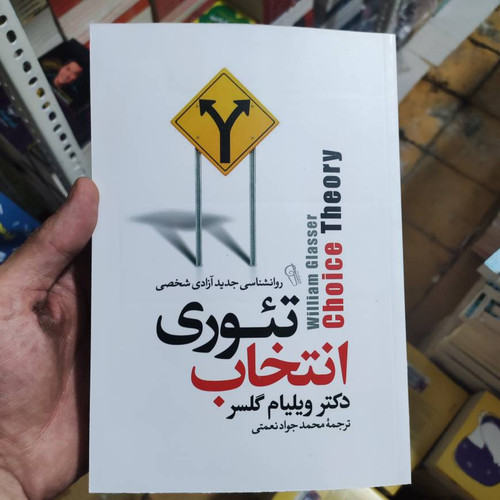 William Glasser
Choice Theory
روانشناسی جدید آزادی شخصی
تئوری
انتخاب
دکتر ویلیام گلسر
ترجمهٔ محمد جواد نعمتی